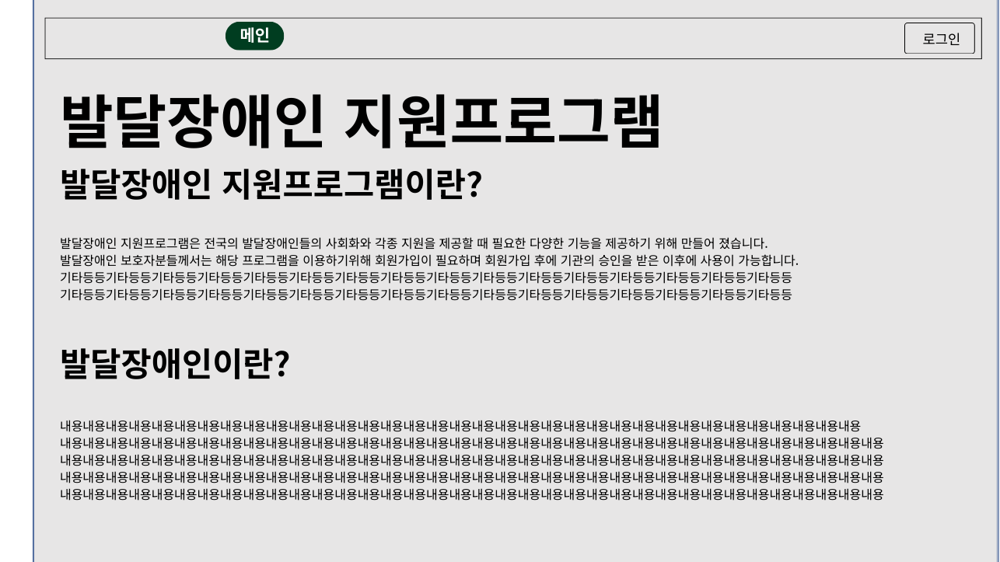 메인
로그인
발달장애인 지원프로그램
발달장애인 지원프로그램이란?
발달장애인 지원프로그램은 전국의 발달장애인들의 사회화와 각종 지원을 제공할 때 필요한 다양한 기능을 제공하기 위해 만들어 졌습니다.
발달장애인 보호자분들께서는 해당 프로그램을 이용하기위해 회원가입이 필요하며 회원가입 후에 기관의 승인을 받은 이후에 사용이 가능합니다.
기타등등기타등등기타등등기타등등기타등등기타등등기타등등기타등등기타등등기타등등기타등등기타등등기타등등기타등등기타등등기타등등
기타등등기타등등기타등등기타등등기타등등기타등등기타등등기타등등기타등등기타등등기타등등기타등등기타등등기타등등기타등등기타등등
발달장애인이란?
내용내용내용내용내용내용내용내용내용내용내용내용내용내용내용내용내용내용내용내용내용내용내용내용내용내용내용내용내용내용내용내용내용내용내용
내용내용내용내용내용내용내용내용내용내용내용내용내용내용내용내용내용내용내용내용내용내용내용내용내용내용내용내용내용내용내용내용내용내용내용내용
내용내용내용내용내용내용내용내용내용내용내용내용내용내용내용내용내용내용내용내용내용내용내용내용내용내용내용내용내용내용내용내용내용내용내용내용
내용내용내용내용내용내용내용내용내용내용내용내용내용내용내용내용내용내용내용내용내용내용내용내용내용내용내용내용내용내용내용내용내용내용내용내용
내용내용내용내용내용내용내용내용내용내용내용내용내용내용내용내용내용내용내용내용내용내용내용내용내용내용내용내용내용내용내용내용내용내용내용내용